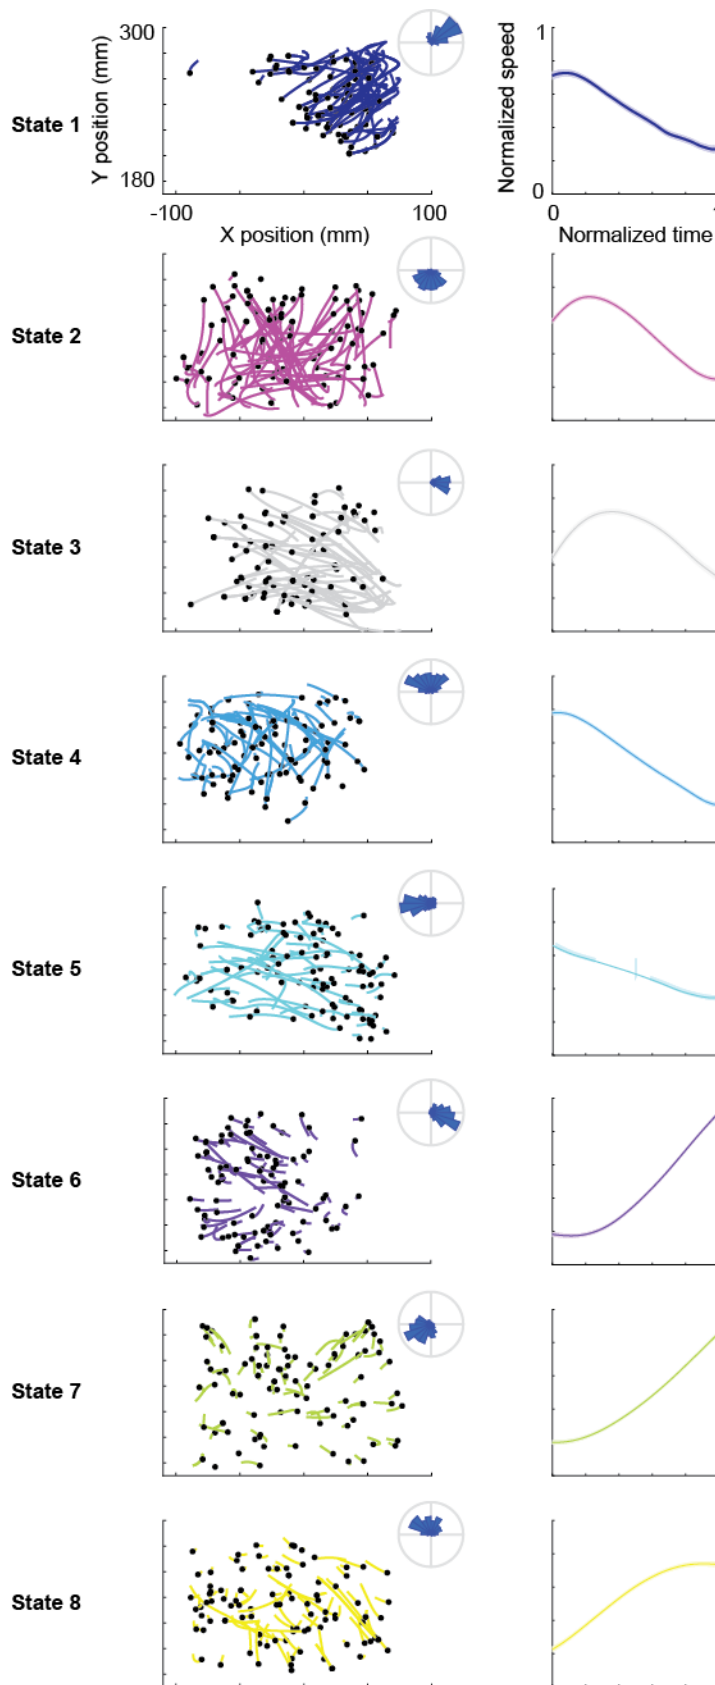 300
Y position (mm)
180
State 1
-100
100
X position (mm)
1
Normalized speed
0
0
1
Normalized time
State 2
State 3
State 4
State 5
State 6
State 7
State 8